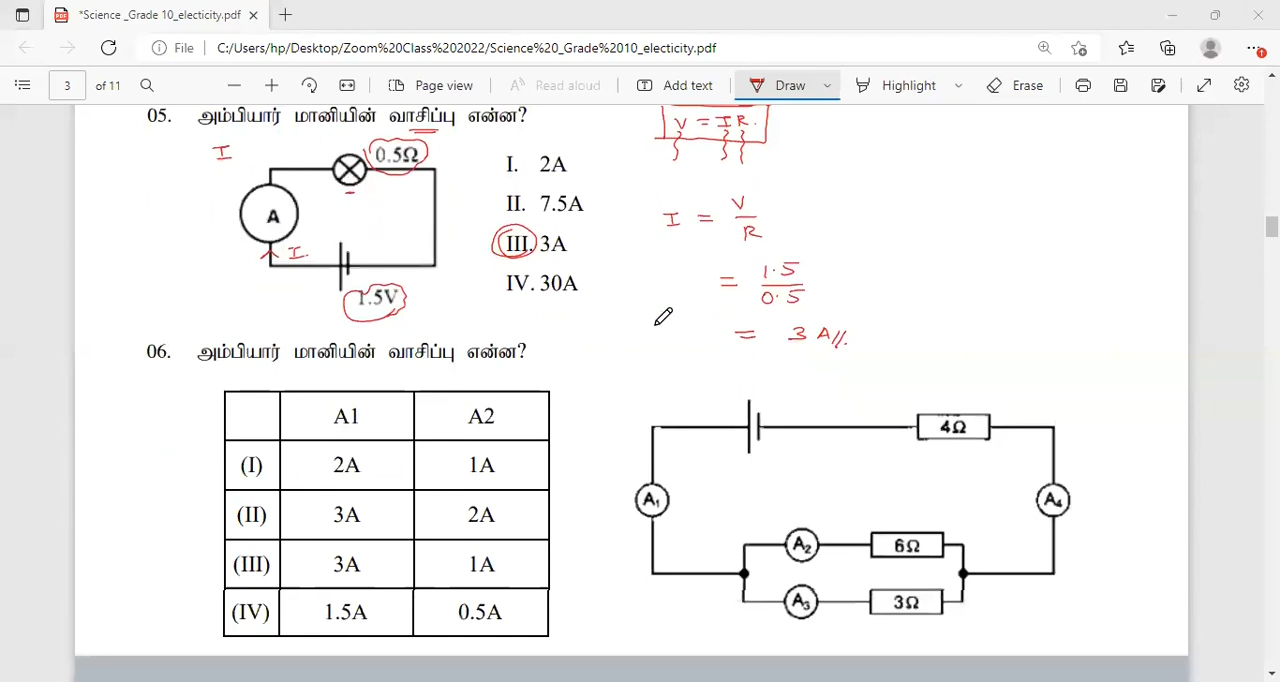 *Science _Grade 10_electicity.pdf
File C:/Users/hp/Desktop/Zoom%20Class%202022/Science%20_Grade%2010_electicity.pdf
3 of 11 Page view Read aloud Add text Draw Highlight Erase
05. அம்பியார் மானியின் வாசிப்பு என்ன?
V = IR.
I
0.5Ω
A
I.
1.5V
I. 2A
II. 7.5A
III. 3A
IV. 30A
I = V/R
= 1.5/0.5
= 3 A//.
06. அம்பியார் மானியின் வாசிப்பு என்ன?
A1 A2
(I) 2A 1A
(II) 3A 2A
(III) 3A 1A
(IV) 1.5A 0.5A
4Ω
A₁ A₄
A₂ 6Ω
A₃ 3Ω